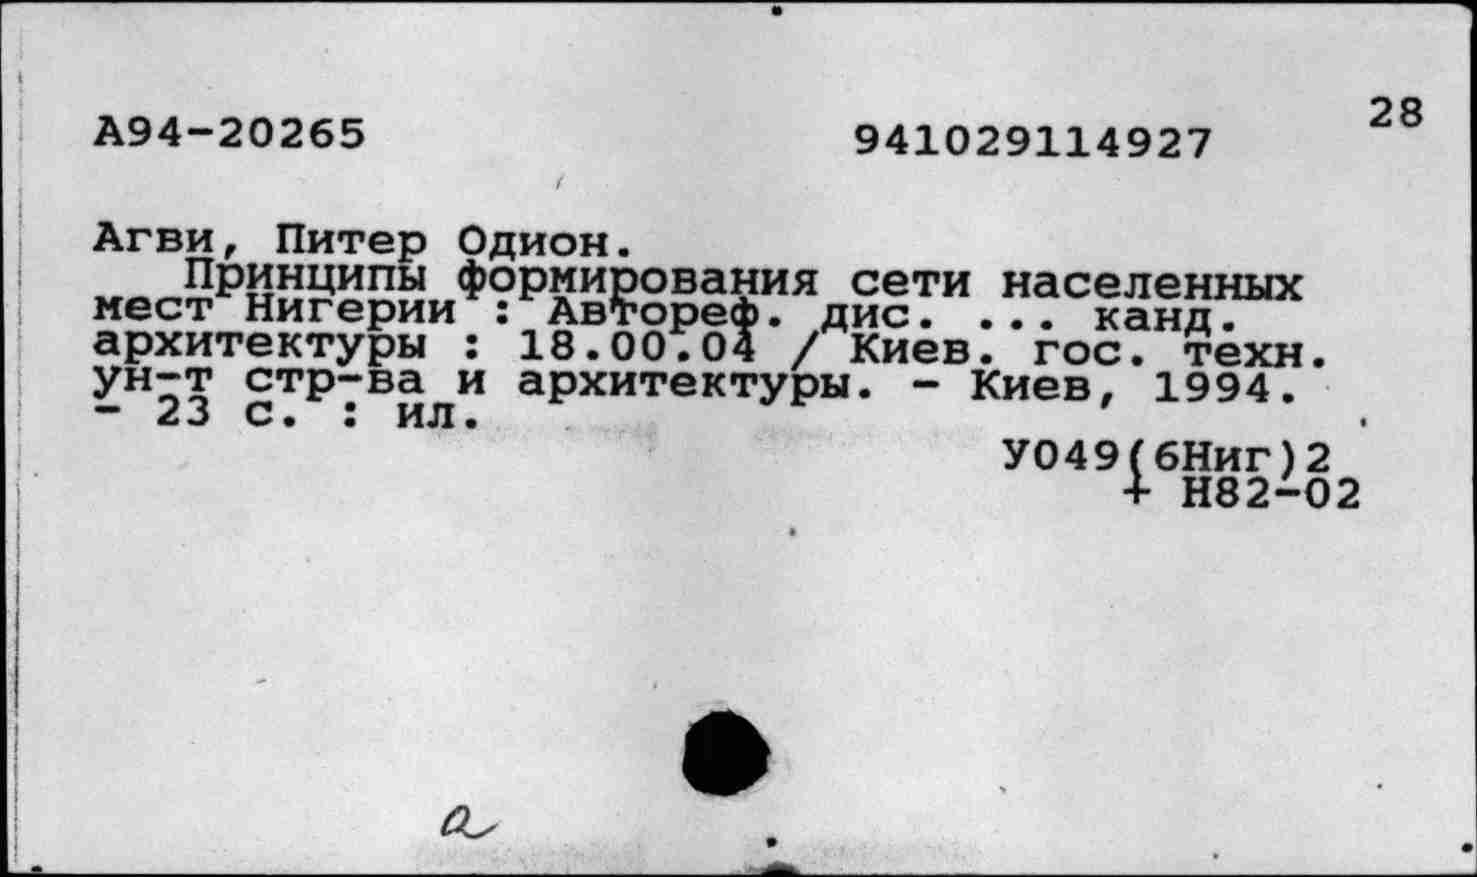 28
А94-20265 941029114927
Агви, Питер Одион.
Принципы формирования сети населенных
мест Нигерии : Автореф. дис. ... канд.
архитектуры : 18.00.04 / Киев. гос. техн.
ун-т стр-ва и архитектуры. - Киев, 1994.
- 23 с. : ил.
У049(6Ниг)2
+ Н82-02
а